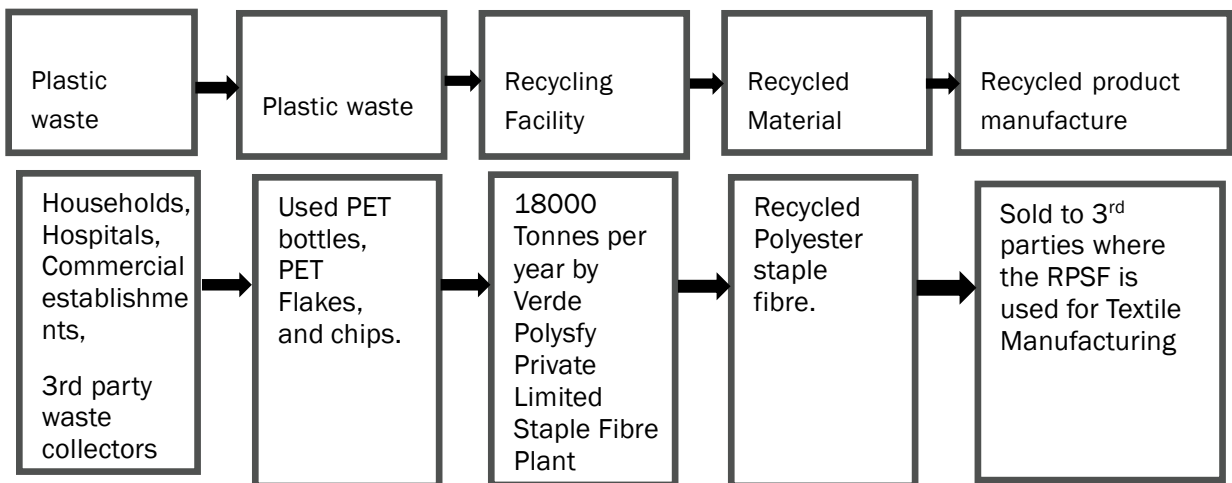 Plastic
waste
Plastic waste
Recycling
Facility
Recycled
Material
Recycled product
manufacture
Households,
Hospitals,
Commercial
establishme
nts,
3rd party
waste
collectors
Used PET
bottles,
PET
Flakes,
and chips.
18000
Tonnes per
year by
Verde
Polysfy
Private
Limited
Staple Fibre
Plant
Recycled
Polyester
staple
fibre.
Sold to 3rd
parties where
the RPSF is
used for Textile
Manufacturing